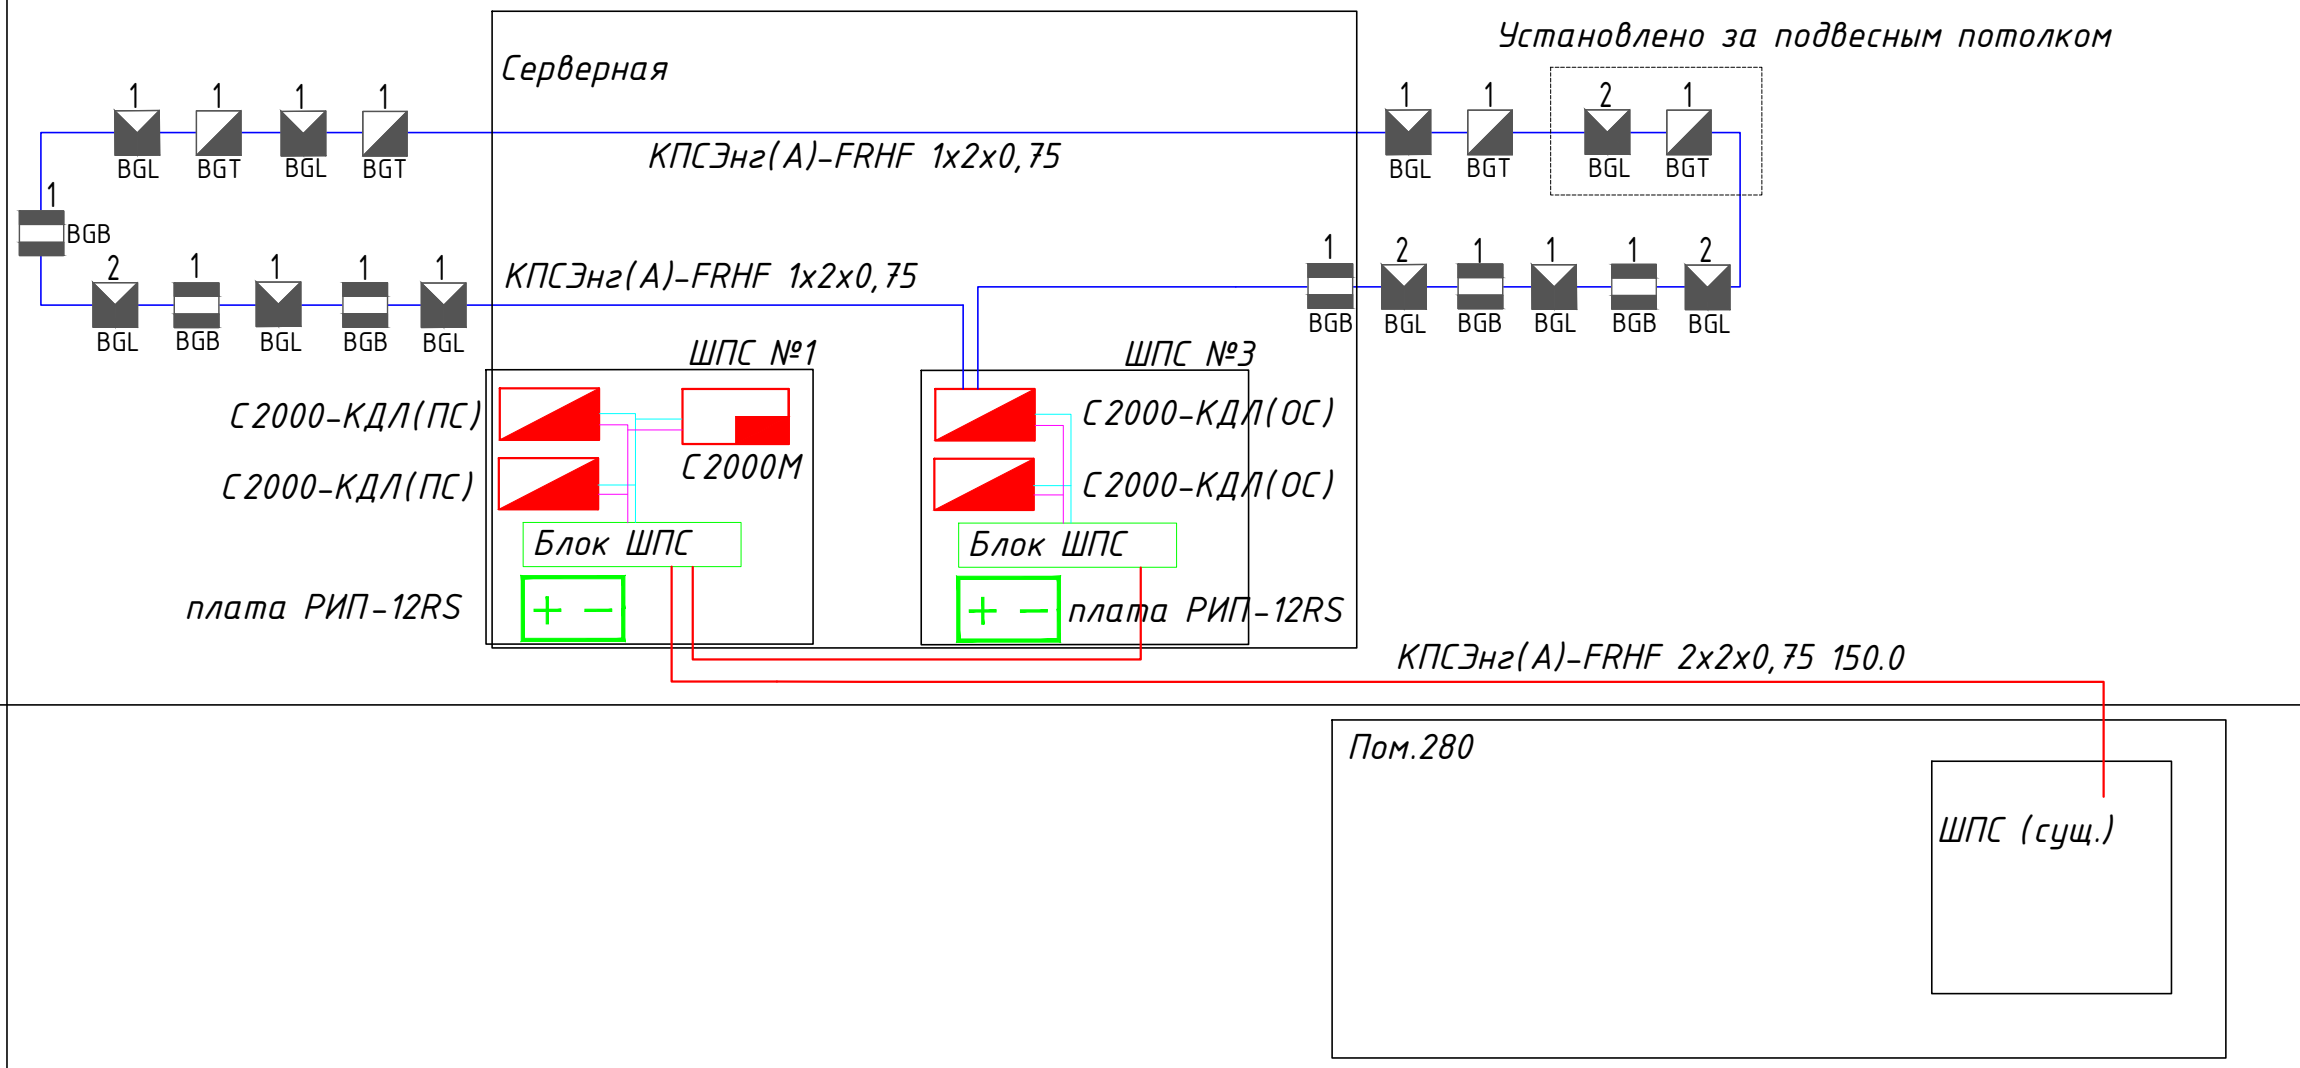 Установлено за подвесным потолком
Серверная
1 1 1 1 1 1 2 1
BGL BGT BGL BGT BGL BGT BGL BGT
КПСЭнг(А)-FRHF 1х2х0,75
1
BGB
2 1 1 1 1 1 2 1 1 1 2
КПСЭнг(А)-FRHF 1х2х0,75
BGL BGB BGL BGB BGL BGB BGL BGB BGL BGB BGL
ШПС №1 ШПС №3
С2000-КДЛ(ПС) С2000-КДЛ(ОС)
С2000М
С2000-КДЛ(ПС) С2000-КДЛ(ОС)
Блок ШПС Блок ШПС
плата РИП-12RS + − + − плата РИП-12RS
КПСЭнг(А)-FRHF 2х2х0,75 150.0
Пом.280
ШПС (сущ.)